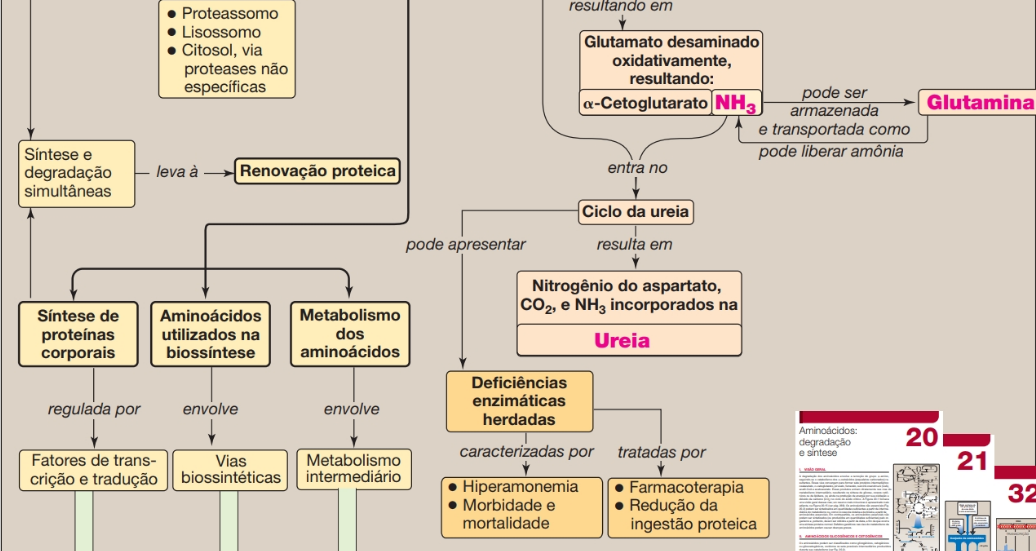 resultando em
● Proteassomo
● Lisossomo
● Citosol, via
proteases não
específicas
Glutamato desaminado
oxidativamente,
resultando:
α-Cetoglutarato NH₃
pode ser
armazenada
e transportada como
Glutamina
pode liberar amônia
Síntese e
degradação
simultâneas
leva à
Renovação proteica
entra no
Ciclo da ureia
pode apresentar
resulta em
Nitrogênio do aspartato,
CO₂, e NH₃ incorporados na
Ureia
Síntese de
proteínas
corporais
Aminoácidos
utilizados na
biossíntese
Metabolismo
dos
aminoácidos
Deficiências
enzimáticas
herdadas
regulada por
envolve
envolve
caracterizadas por
tratadas por
Fatores de trans-
crição e tradução
Vias
biossintéticas
Metabolismo
intermediário
● Hiperamonemia
● Morbidade e
mortalidade
● Farmacoterapia
● Redução da
ingestão proteica
Aminoácidos:
degradação
e síntese
20
21
32